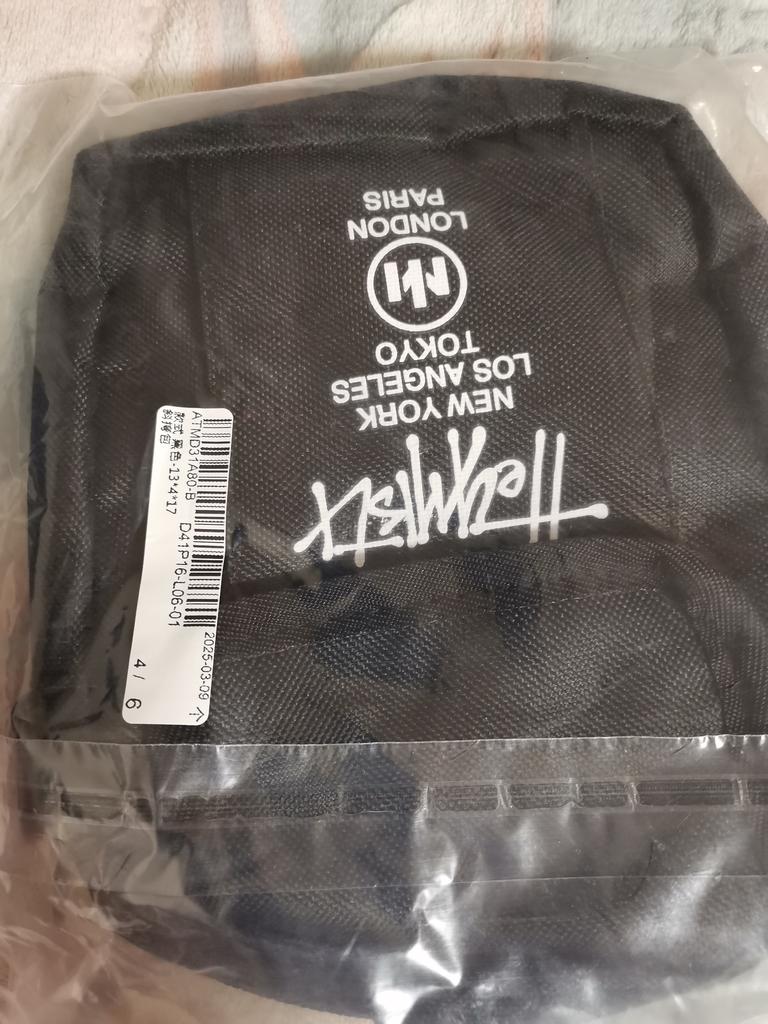 NEW YORK
LOS ANGELES
TOKYO
LONDON
PARIS
ATMD31A80-B
款式 黑色-13*4*17
斜挎包
D41P16-L06-01
2025-03-09
4 / 6